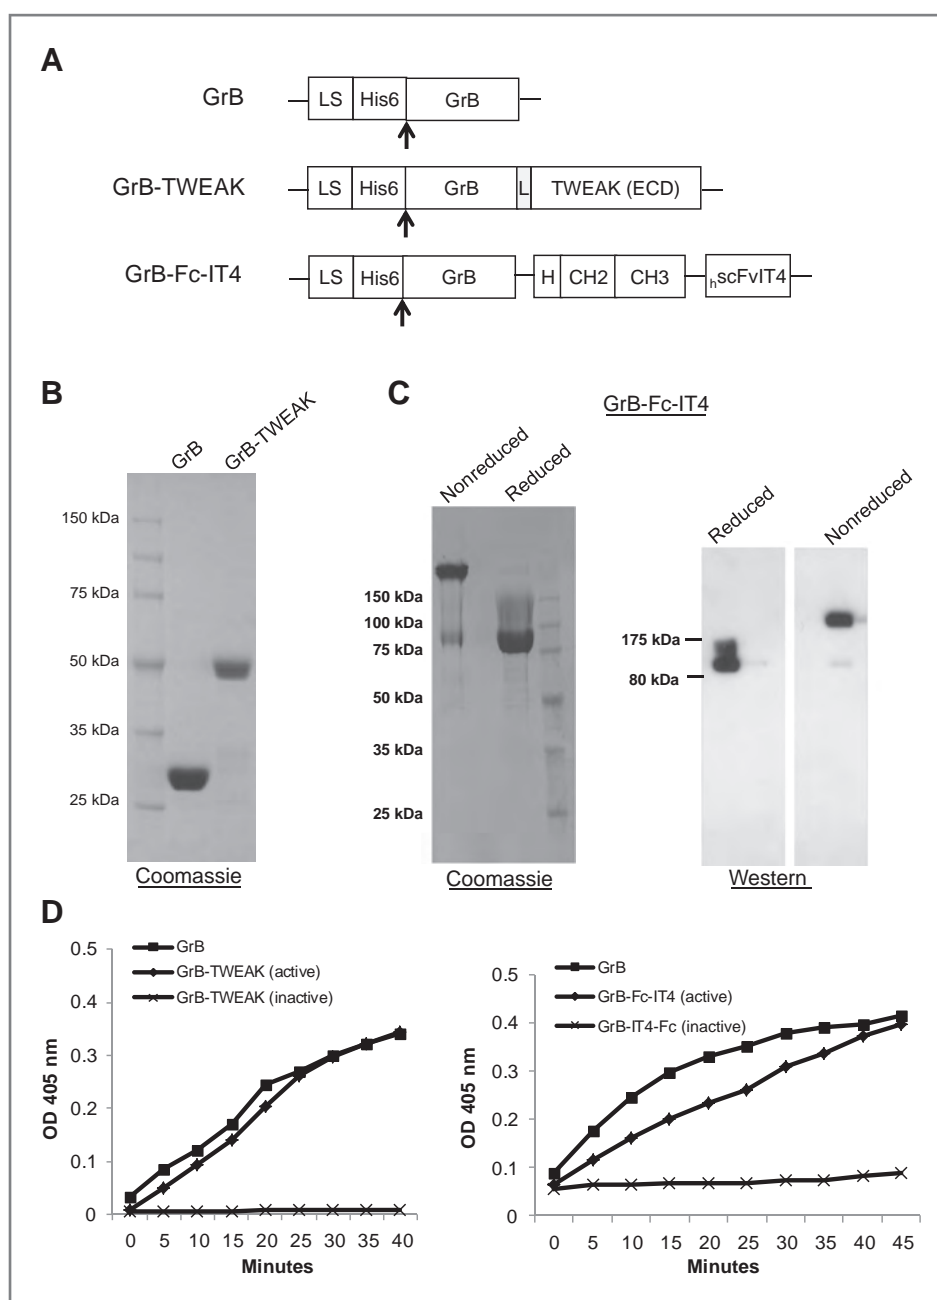 A
GrB
LS His6 GrB
GrB-TWEAK
LS His6 GrB L TWEAK (ECD)
GrB-Fc-IT4
LS His6 GrB H CH2 CH3 hscFvIT4
B
GrB
GrB-TWEAK
150 kDa
75 kDa
50 kDa
35 kDa
25 kDa
Coomassie
C
GrB-Fc-IT4
Nonreduced
Reduced
150 kDa
100 kDa
75 kDa
50 kDa
35 kDa
25 kDa
Coomassie
Reduced
Nonreduced
175 kDa
80 kDa
Western
D
GrB
GrB-TWEAK (active)
GrB-TWEAK (inactive)
OD 405 nm
0.5
0.4
0.3
0.2
0.1
0
0 5 10 15 20 25 30 35 40
Minutes
GrB
GrB-Fc-IT4 (active)
GrB-IT4-Fc (inactive)
OD 405 nm
0.5
0.4
0.3
0.2
0.1
0
0 5 10 15 20 25 30 35 40 45
Minutes